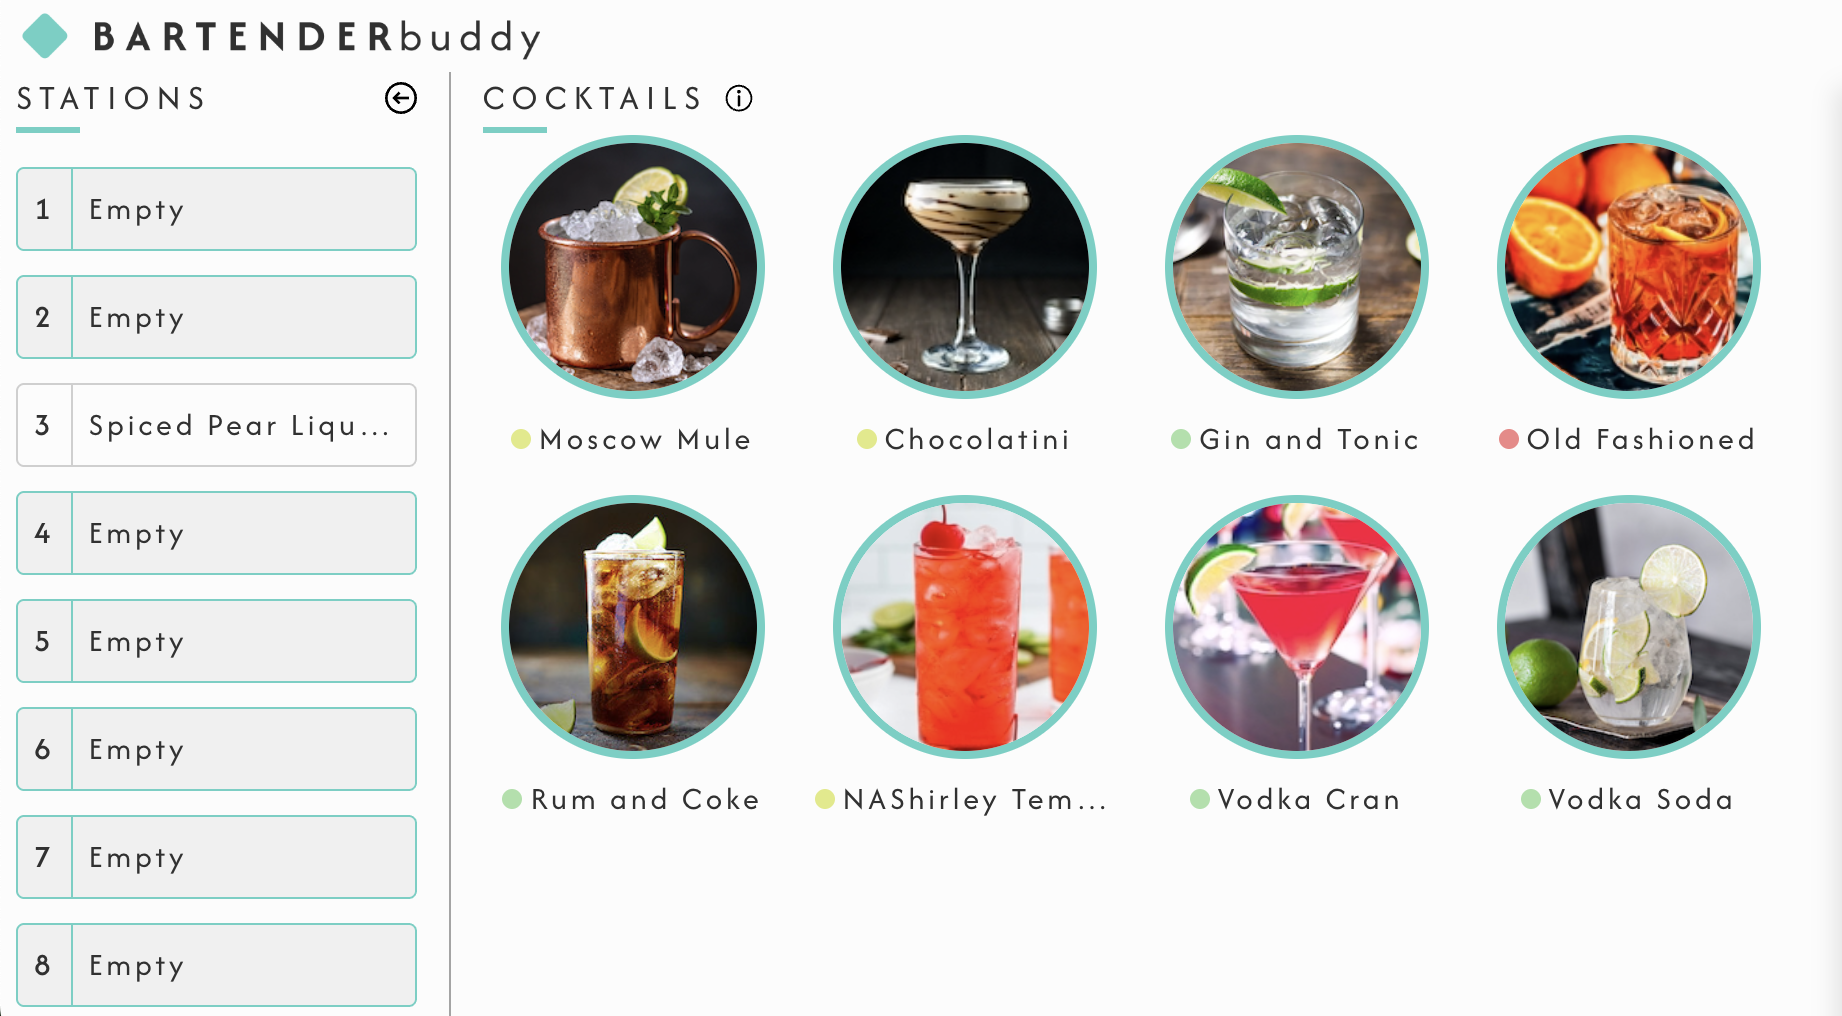 BARTENDERbuddy
STATIONS
1 Empty
2 Empty
3 Spiced Pear Liqu...
4 Empty
5 Empty
6 Empty
7 Empty
8 Empty
COCKTAILS
Moscow Mule
Chocolatini
Gin and Tonic
Old Fashioned
Rum and Coke
NAShirley Tem...
Vodka Cran
Vodka Soda